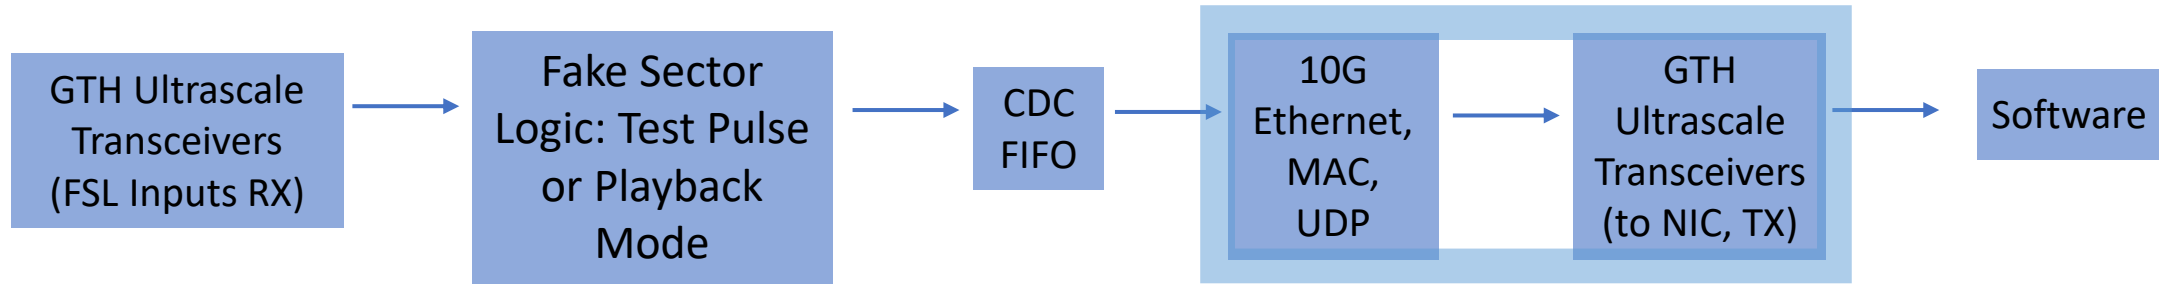 GTH Ultrascale
Transceivers
(FSL Inputs RX)
Fake Sector
Logic: Test Pulse
or Playback
Mode
CDC
FIFO
10G
Ethernet,
MAC,
UDP
GTH
Ultrascale
Transceivers
(to NIC, TX)
Software